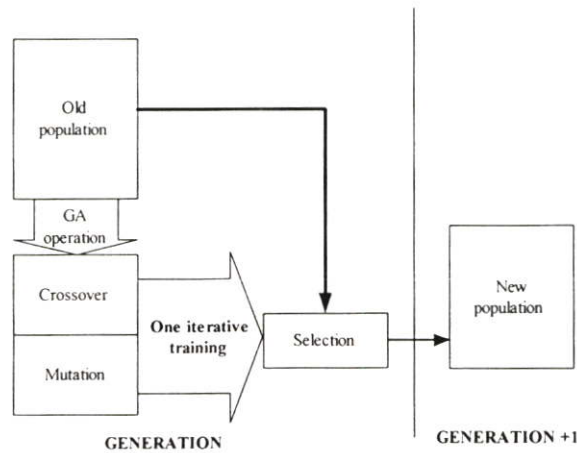 Old
population
GA
operation
Crossover
Mutation
One iterative
training
Selection
New
population
GENERATION
GENERATION +1